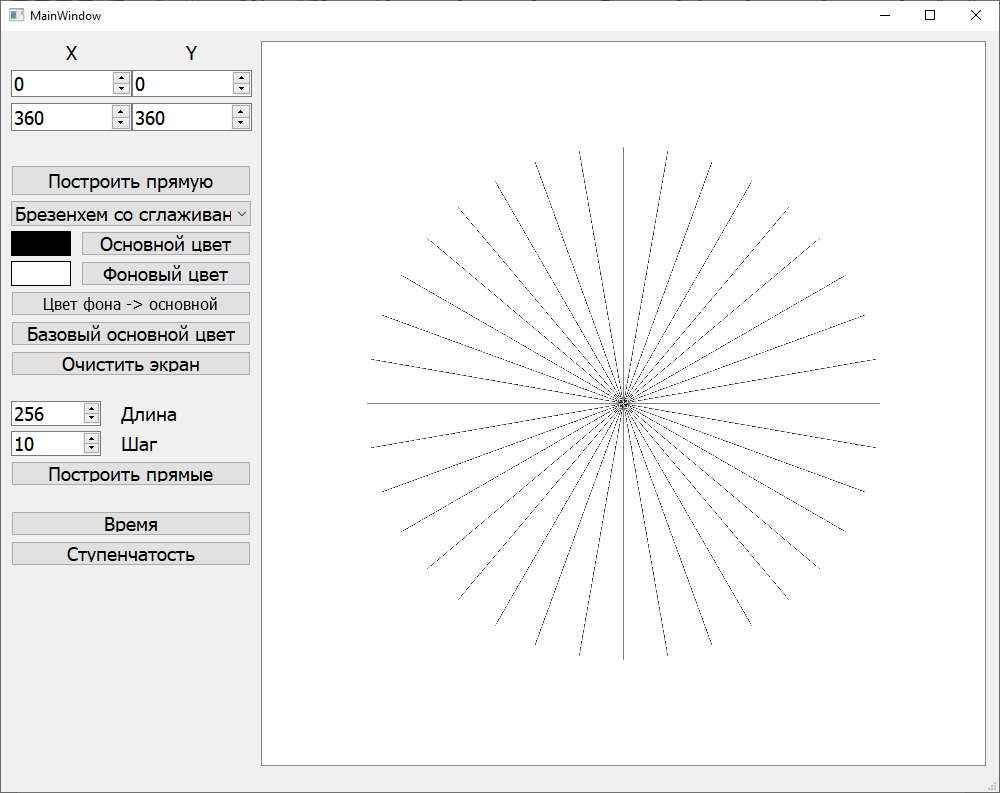 MainWindow
X Y
0 0
360 360
Построить прямую
Брезенхем со сглаживан
Основной цвет
Фоновый цвет
Цвет фона -> основной
Базовый основной цвет
Очистить экран
256 Длина
10 Шаг
Построить прямые
Время
Ступенчатость